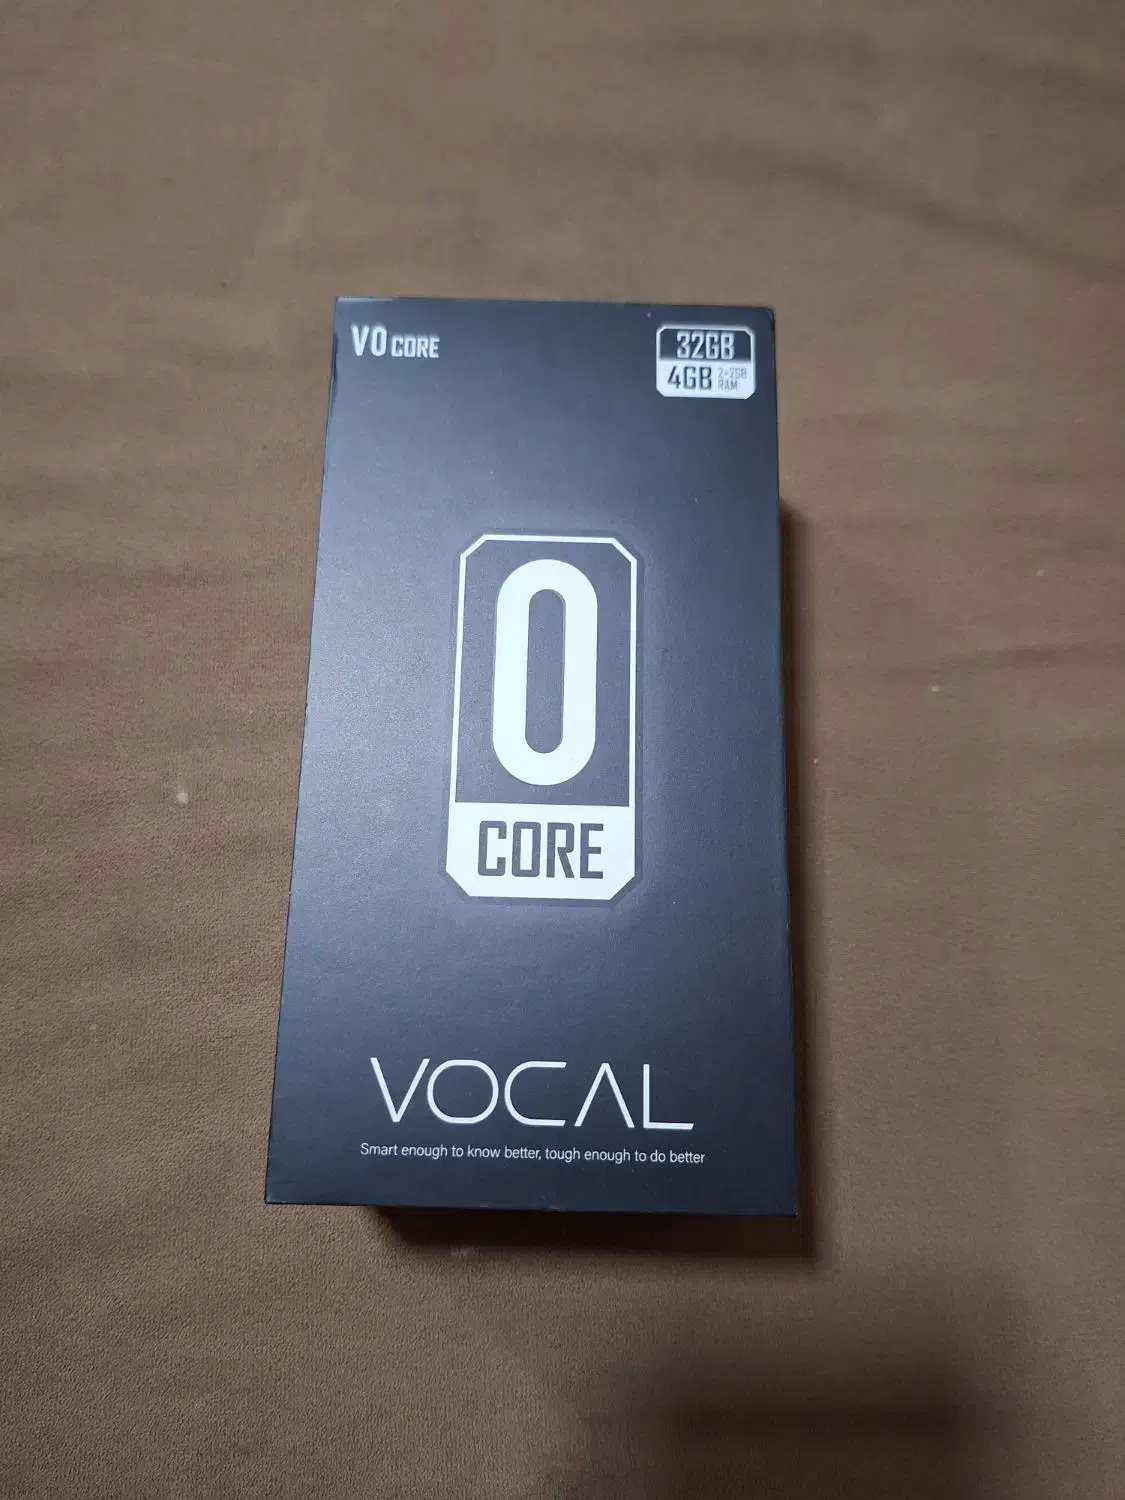 V0 CORE
32GB
4GB 2+2GB
RAM
0
CORE
VOCAL
Smart enough to know better, tough enough to do better